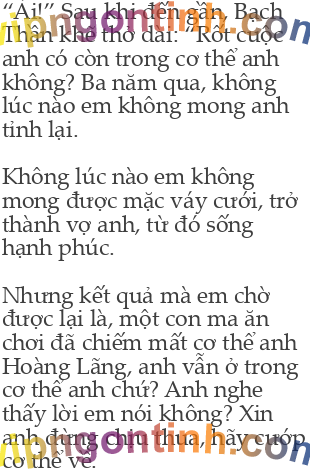 “Ài!” Sau khi đến gần, Bạch
Thần khẽ thở dài: “Rốt cuộc
anh có còn trong cơ thể anh
không? Ba năm qua, không
lúc nào em không mong anh
tỉnh lại.
Không lúc nào em không
mong được mặc váy cưới, trở
thành vợ anh, từ đó sống
hạnh phúc.
Nhưng kết quả mà em chờ
được lại là, một con ma ăn
chơi đã chiếm mất cơ thể anh
Hoàng Lãng, anh vẫn ở trong
cơ thể anh chứ? Anh nghe
thấy lời em nói không? Xin
anh đừng chịu thua, hãy cướp
cơ thể về.
vipngontinh.com
vipngontinh.com